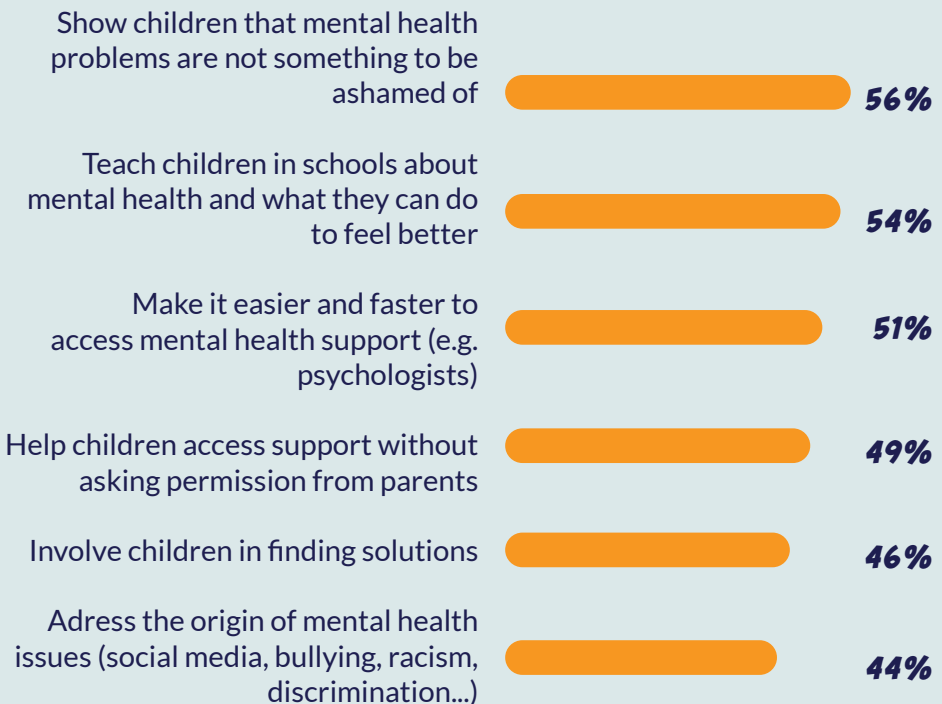 Show children that mental health
problems are not something to be
ashamed of
56%
Teach children in schools about
mental health and what they can do
to feel better
54%
Make it easier and faster to
access mental health support (e.g.
psychologists)
51%
Help children access support without
asking permission from parents
49%
Involve children in finding solutions
46%
Adress the origin of mental health
issues (social media, bullying, racism,
discrimination...)
44%